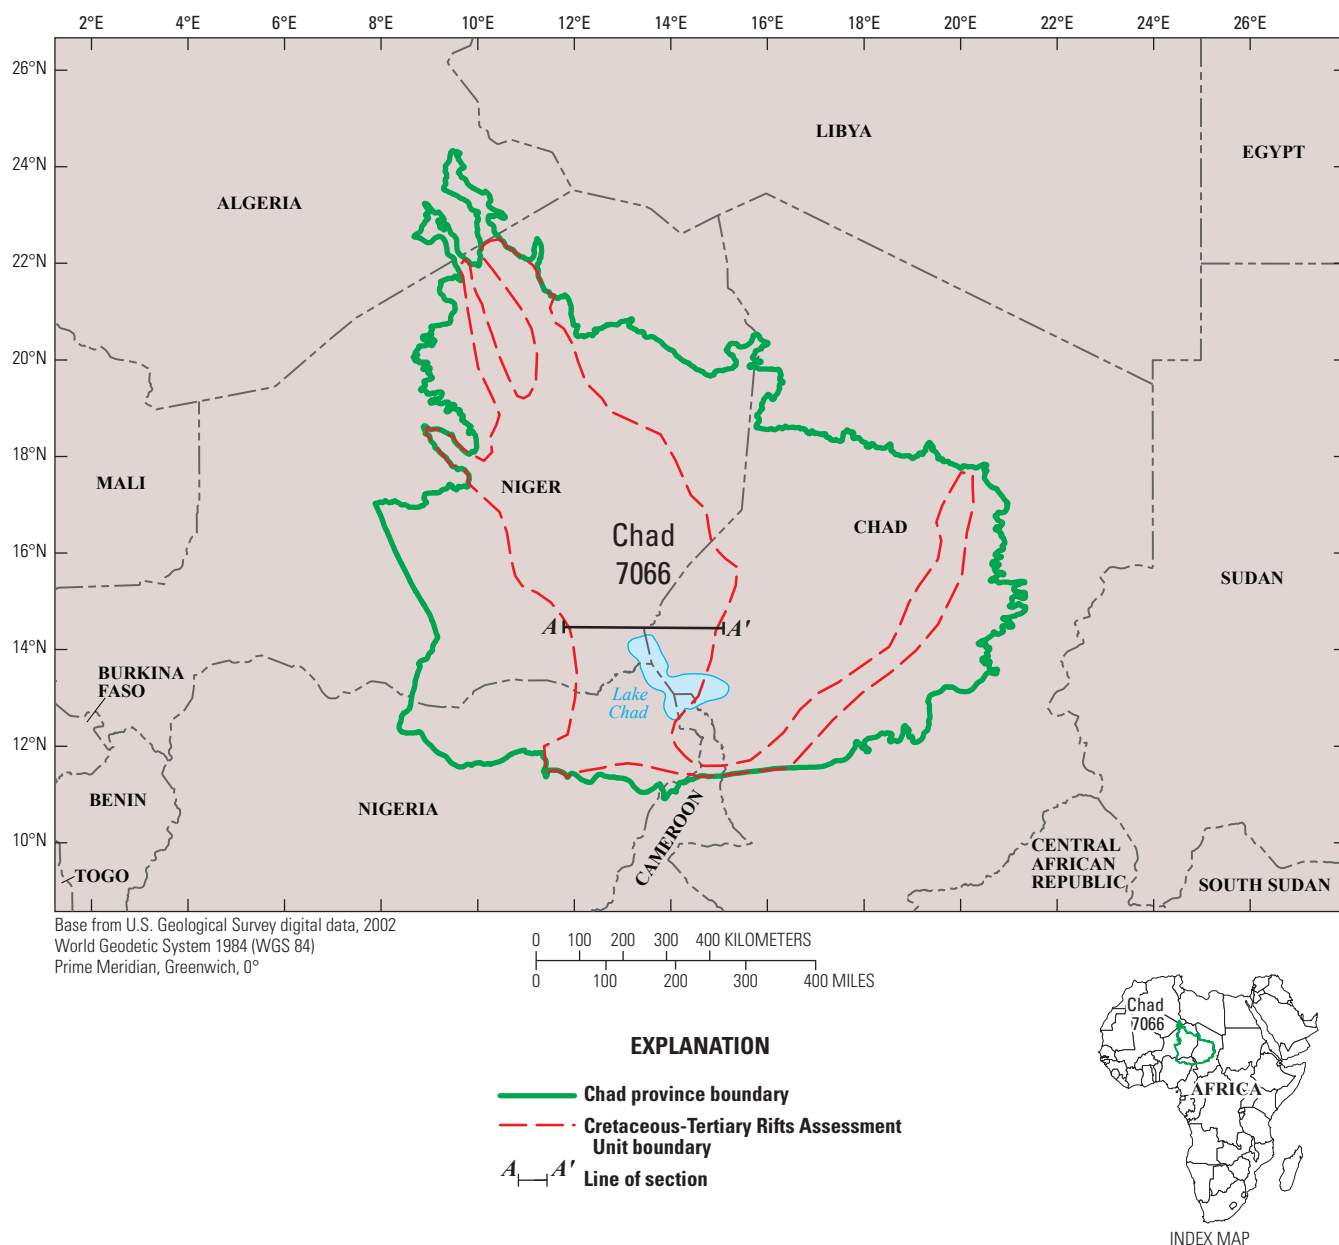 2°E 4°E 6°E 8°E 10°E 12°E 14°E 16°E 18°E 20°E 22°E 24°E 26°E
26°N
24°N
22°N
20°N
18°N
16°N
14°N
12°N
10°N
LIBYA
EGYPT
ALGERIA
MALI
NIGER
CHAD
Chad
7066
SUDAN
A
A'
Lake
Chad
BURKINA
FASO
BENIN
NIGERIA
CAMEROON
CENTRAL
AFRICAN
REPUBLIC
TOGO
SOUTH SUDAN
Base from U.S. Geological Survey digital data, 2002
World Geodetic System 1984 (WGS 84)
Prime Meridian, Greenwich, 0°
0 100 200 300 400 KILOMETERS
0 100 200 300 400 MILES
EXPLANATION
Chad province boundary
Cretaceous-Tertiary Rifts Assessment
Unit boundary
A A' Line of section
Chad
7066
AFRICA
INDEX MAP